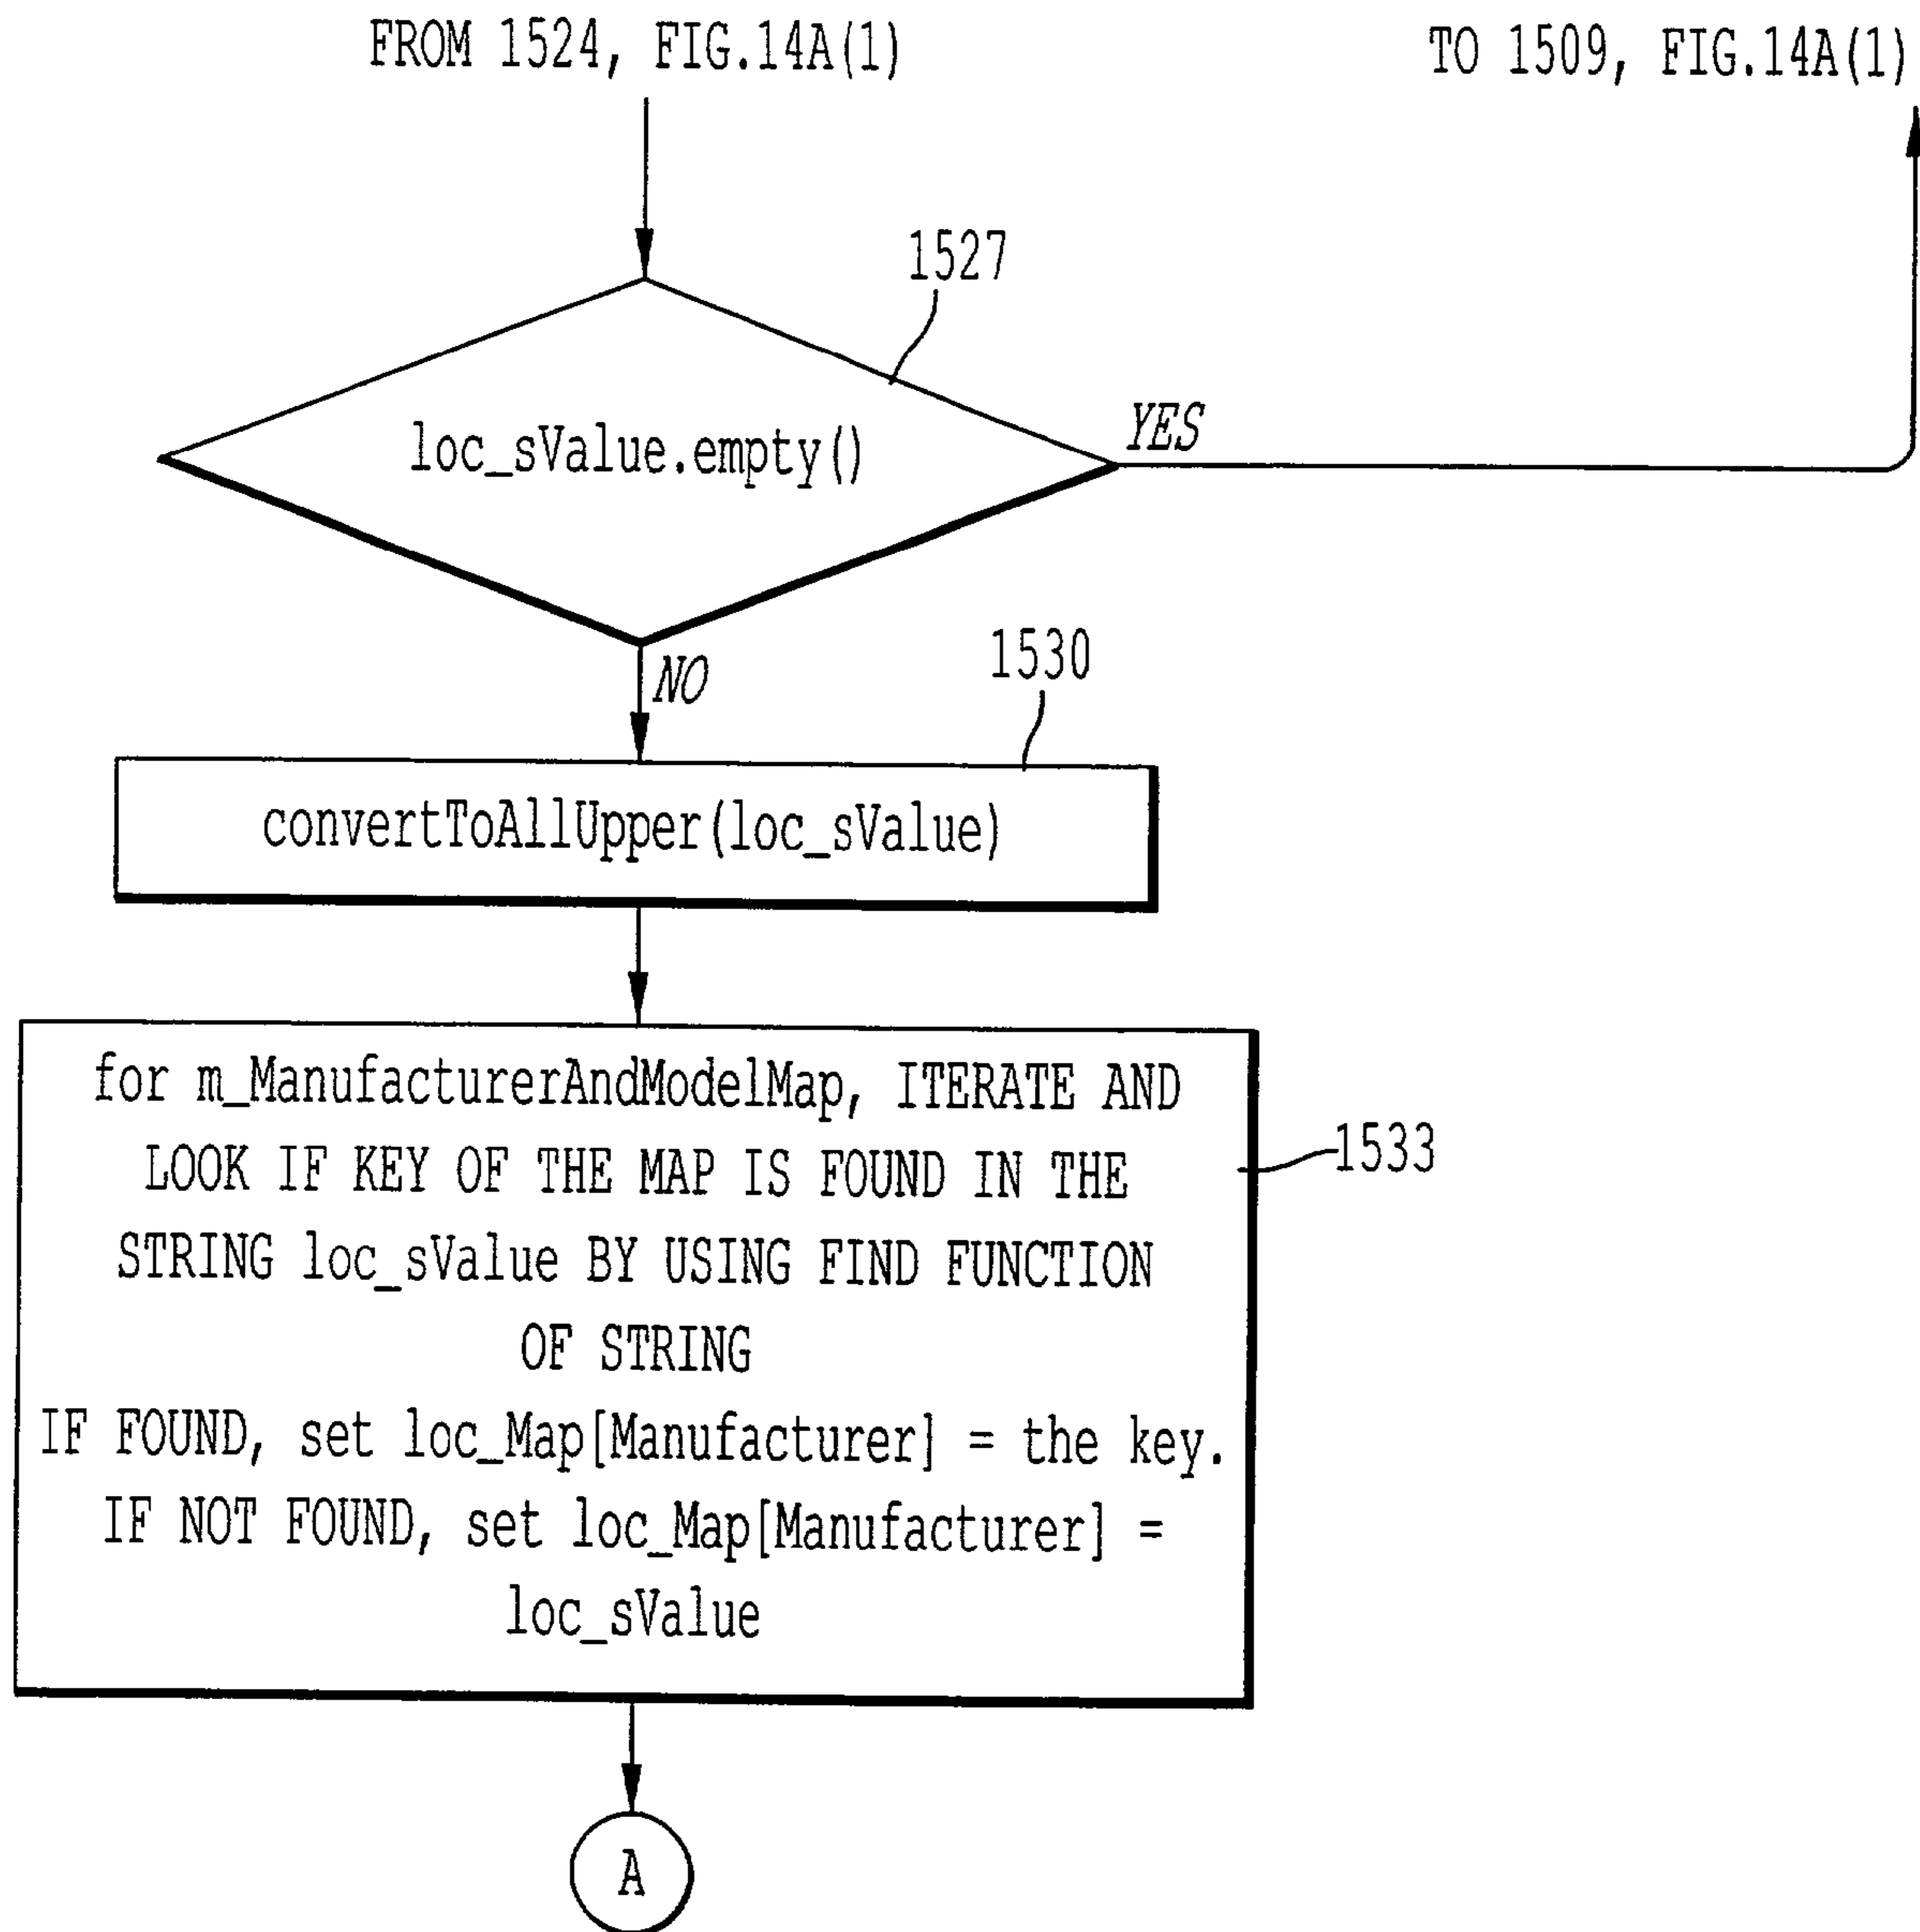 FROM 1524, FIG.14A(1)
TO 1509, FIG.14A(1)
1527
loc_sValue.empty()
YES
NO
1530
convertToAllUpper(loc_sValue)
for m_ManufacturerAndModelMap, ITERATE AND
LOOK IF KEY OF THE MAP IS FOUND IN THE
STRING loc_sValue BY USING FIND FUNCTION
OF STRING
IF FOUND, set loc_Map[Manufacturer] = the key.
IF NOT FOUND, set loc_Map[Manufacturer] =
loc_sValue
1533
A